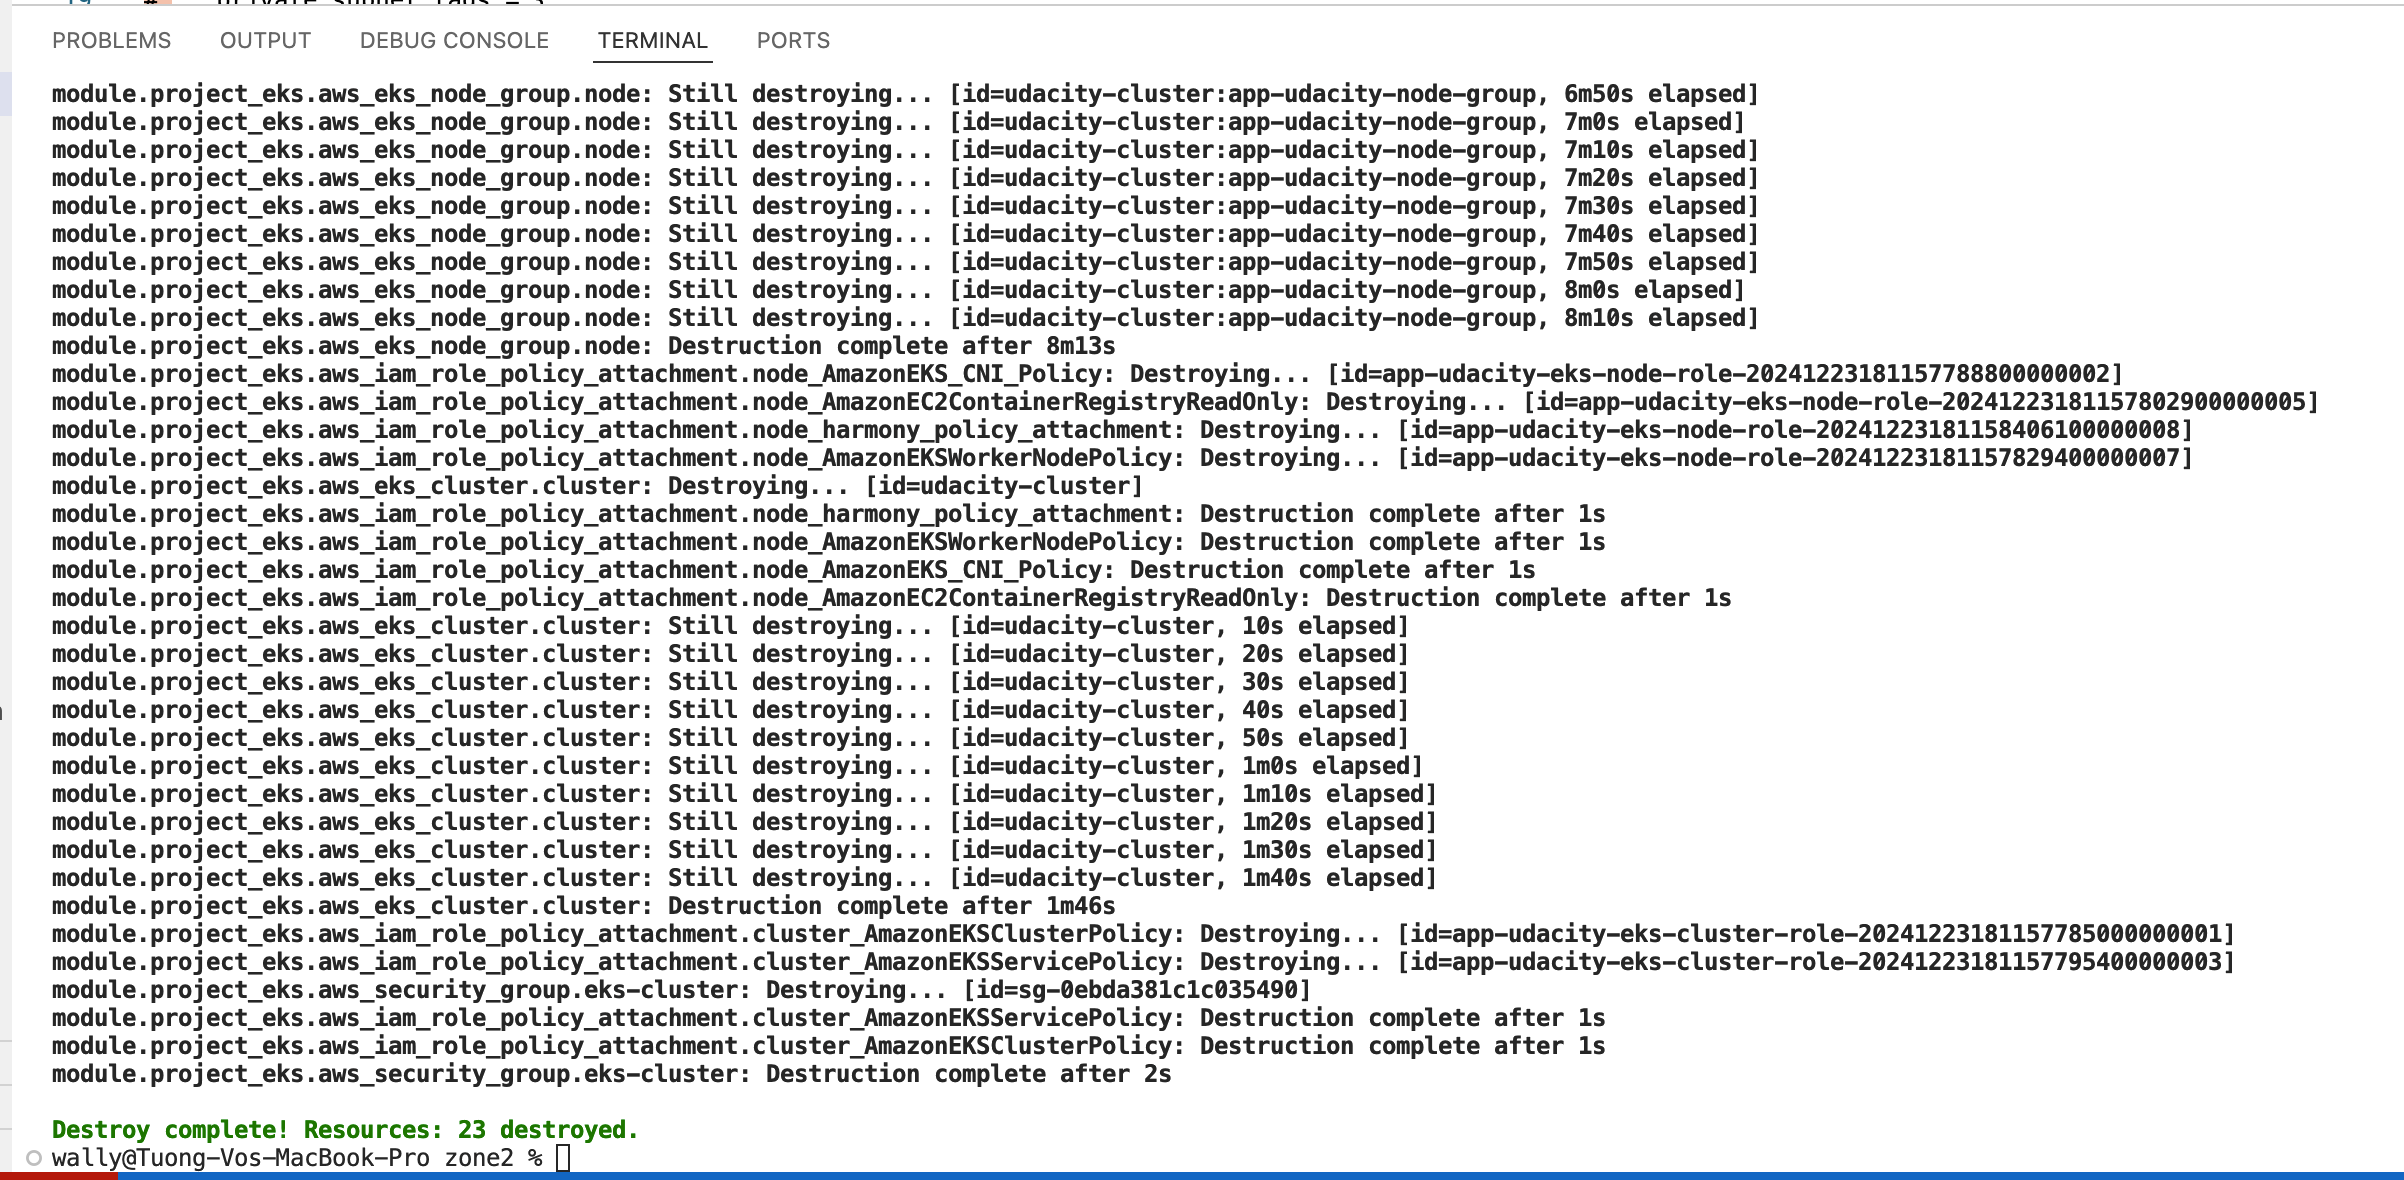 PROBLEMS OUTPUT DEBUG CONSOLE TERMINAL PORTS
module.project_eks.aws_eks_node_group.node: Still destroying... [id=udacity-cluster:app-udacity-node-group, 6m50s elapsed]
module.project_eks.aws_eks_node_group.node: Still destroying... [id=udacity-cluster:app-udacity-node-group, 7m0s elapsed]
module.project_eks.aws_eks_node_group.node: Still destroying... [id=udacity-cluster:app-udacity-node-group, 7m10s elapsed]
module.project_eks.aws_eks_node_group.node: Still destroying... [id=udacity-cluster:app-udacity-node-group, 7m20s elapsed]
module.project_eks.aws_eks_node_group.node: Still destroying... [id=udacity-cluster:app-udacity-node-group, 7m30s elapsed]
module.project_eks.aws_eks_node_group.node: Still destroying... [id=udacity-cluster:app-udacity-node-group, 7m40s elapsed]
module.project_eks.aws_eks_node_group.node: Still destroying... [id=udacity-cluster:app-udacity-node-group, 7m50s elapsed]
module.project_eks.aws_eks_node_group.node: Still destroying... [id=udacity-cluster:app-udacity-node-group, 8m0s elapsed]
module.project_eks.aws_eks_node_group.node: Still destroying... [id=udacity-cluster:app-udacity-node-group, 8m10s elapsed]
module.project_eks.aws_eks_node_group.node: Destruction complete after 8m13s
module.project_eks.aws_iam_role_policy_attachment.node_AmazonEKS_CNI_Policy: Destroying... [id=app-udacity-eks-node-role-20241223181157788800000002]
module.project_eks.aws_iam_role_policy_attachment.node_AmazonEC2ContainerRegistryReadOnly: Destroying... [id=app-udacity-eks-node-role-20241223181157802900000005]
module.project_eks.aws_iam_role_policy_attachment.node_harmony_policy_attachment: Destroying... [id=app-udacity-eks-node-role-20241223181158406100000008]
module.project_eks.aws_iam_role_policy_attachment.node_AmazonEKSWorkerNodePolicy: Destroying... [id=app-udacity-eks-node-role-20241223181157829400000007]
module.project_eks.aws_eks_cluster.cluster: Destroying... [id=udacity-cluster]
module.project_eks.aws_iam_role_policy_attachment.node_harmony_policy_attachment: Destruction complete after 1s
module.project_eks.aws_iam_role_policy_attachment.node_AmazonEKSWorkerNodePolicy: Destruction complete after 1s
module.project_eks.aws_iam_role_policy_attachment.node_AmazonEKS_CNI_Policy: Destruction complete after 1s
module.project_eks.aws_iam_role_policy_attachment.node_AmazonEC2ContainerRegistryReadOnly: Destruction complete after 1s
module.project_eks.aws_eks_cluster.cluster: Still destroying... [id=udacity-cluster, 10s elapsed]
module.project_eks.aws_eks_cluster.cluster: Still destroying... [id=udacity-cluster, 20s elapsed]
module.project_eks.aws_eks_cluster.cluster: Still destroying... [id=udacity-cluster, 30s elapsed]
module.project_eks.aws_eks_cluster.cluster: Still destroying... [id=udacity-cluster, 40s elapsed]
module.project_eks.aws_eks_cluster.cluster: Still destroying... [id=udacity-cluster, 50s elapsed]
module.project_eks.aws_eks_cluster.cluster: Still destroying... [id=udacity-cluster, 1m0s elapsed]
module.project_eks.aws_eks_cluster.cluster: Still destroying... [id=udacity-cluster, 1m10s elapsed]
module.project_eks.aws_eks_cluster.cluster: Still destroying... [id=udacity-cluster, 1m20s elapsed]
module.project_eks.aws_eks_cluster.cluster: Still destroying... [id=udacity-cluster, 1m30s elapsed]
module.project_eks.aws_eks_cluster.cluster: Still destroying... [id=udacity-cluster, 1m40s elapsed]
module.project_eks.aws_eks_cluster.cluster: Destruction complete after 1m46s
module.project_eks.aws_iam_role_policy_attachment.cluster_AmazonEKSClusterPolicy: Destroying... [id=app-udacity-eks-cluster-role-20241223181157785000000001]
module.project_eks.aws_iam_role_policy_attachment.cluster_AmazonEKSServicePolicy: Destroying... [id=app-udacity-eks-cluster-role-20241223181157795400000003]
module.project_eks.aws_security_group.eks-cluster: Destroying... [id=sg-0ebda381c1c035490]
module.project_eks.aws_iam_role_policy_attachment.cluster_AmazonEKSServicePolicy: Destruction complete after 1s
module.project_eks.aws_iam_role_policy_attachment.cluster_AmazonEKSClusterPolicy: Destruction complete after 1s
module.project_eks.aws_security_group.eks-cluster: Destruction complete after 2s
Destroy complete! Resources: 23 destroyed.
wally@Tuong-Vos-MacBook-Pro zone2 %